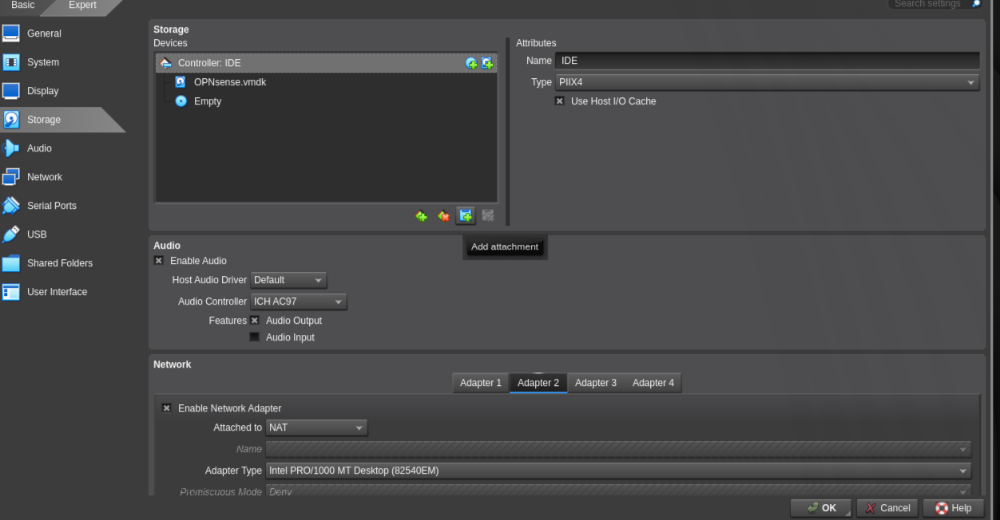 Basic Expert Search settings
General
System
Display
Storage
Audio
Network
Serial Ports
USB
Shared Folders
User Interface
Storage
Devices
Controller: IDE
OPNsense.vmdk
Empty
Attributes
Name IDE
Type PIIX4
Use Host I/O Cache
Add attachment
Audio
Enable Audio
Host Audio Driver Default
Audio Controller ICH AC97
Features Audio Output
Audio Input
Network
Adapter 1 Adapter 2 Adapter 3 Adapter 4
Enable Network Adapter
Attached to NAT
Name
Adapter Type Intel PRO/1000 MT Desktop (82540EM)
Promiscuous Mode Deny
OK Cancel Help